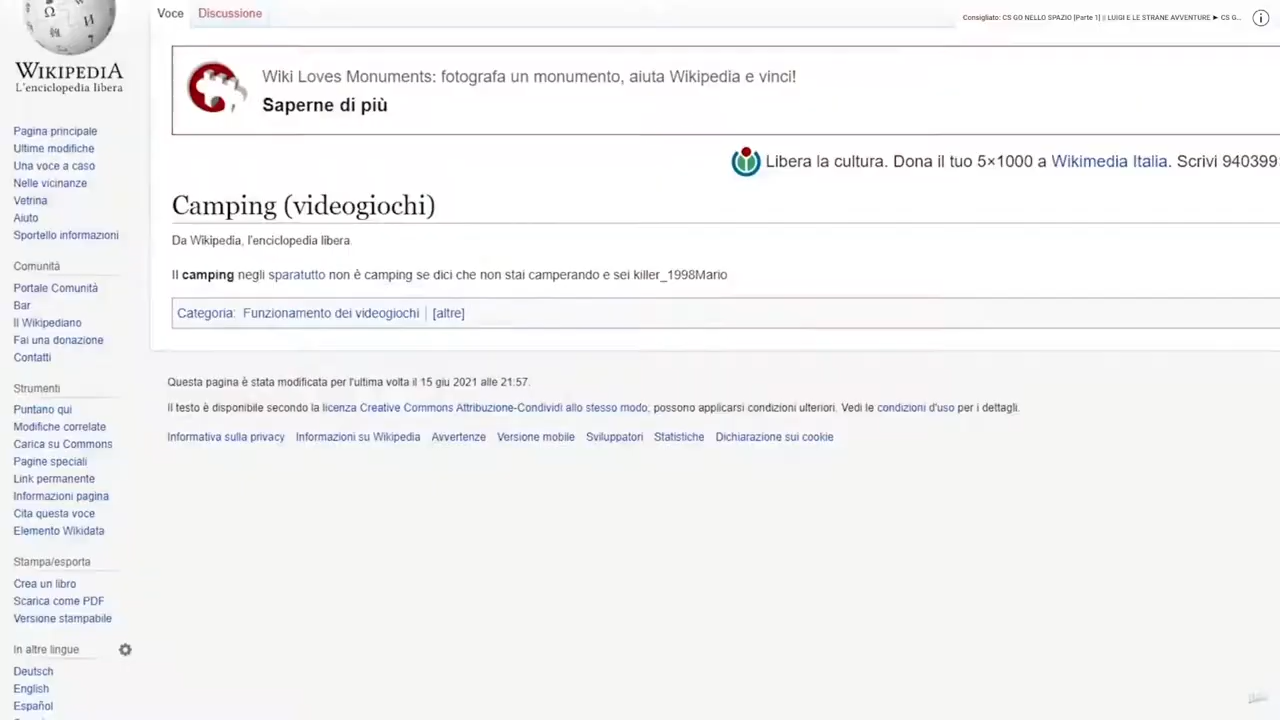 Voce Discussione
Consigliato: CS GO NELLO SPAZIO [Parte 1] || LUIGI E LE STRANE AVVENTURE ► CS G...
WIKIPEDIA
L'enciclopedia libera
Wiki Loves Monuments: fotografa un monumento, aiuta Wikipedia e vinci!
Saperne di più
Libera la cultura. Dona il tuo 5×1000 a Wikimedia Italia. Scrivi 940399
Camping (videogiochi)
Da Wikipedia, l'enciclopedia libera.
Il camping negli sparatutto non è camping se dici che non stai camperando e sei killer_1998Mario
Categoria: Funzionamento dei videogiochi | [altre]
Questa pagina è stata modificata per l'ultima volta il 15 giu 2021 alle 21:57.
Il testo è disponibile secondo la licenza Creative Commons Attribuzione-Condividi allo stesso modo; possono applicarsi condizioni ulteriori. Vedi le condizioni d'uso per i dettagli.
Informativa sulla privacy Informazioni su Wikipedia Avvertenze Versione mobile Sviluppatori Statistiche Dichiarazione sui cookie
Pagina principale
Ultime modifiche
Una voce a caso
Nelle vicinanze
Vetrina
Aiuto
Sportello informazioni
Comunità
Portale Comunità
Bar
Il Wikipediano
Fai una donazione
Contatti
Strumenti
Puntano qui
Modifiche correlate
Carica su Commons
Pagine speciali
Link permanente
Informazioni pagina
Cita questa voce
Elemento Wikidata
Stampa/esporta
Crea un libro
Scarica come PDF
Versione stampabile
In altre lingue
Deutsch
English
Español